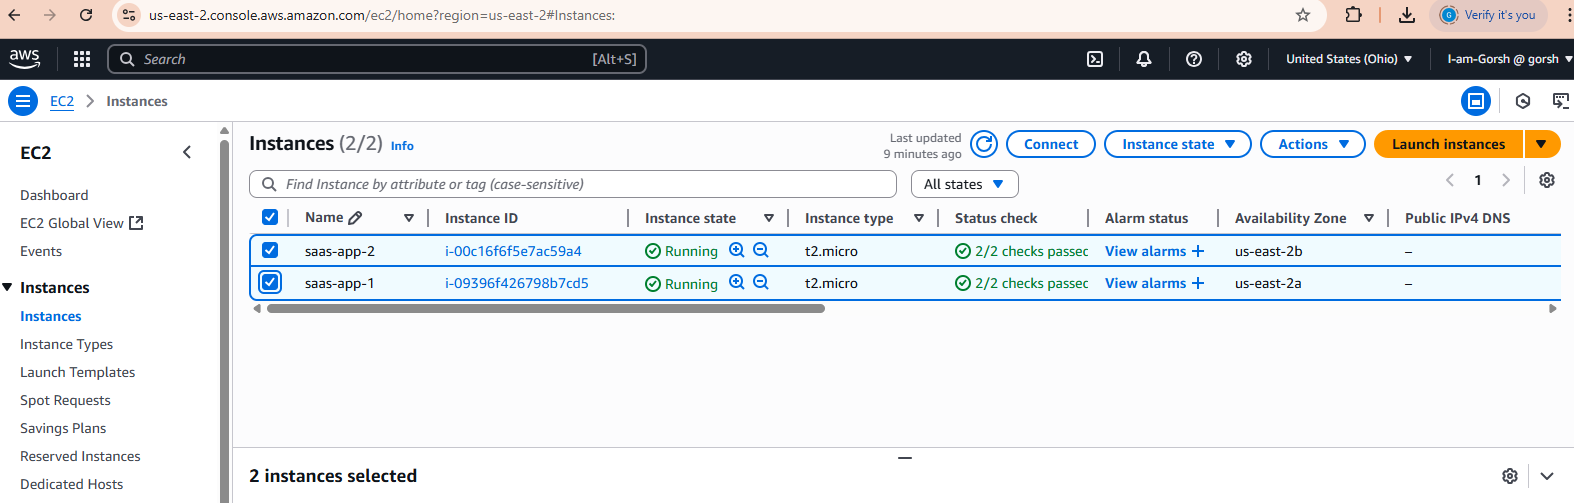 us-east-2.console.aws.amazon.com/ec2/home?region=us-east-2#Instances:
G Verify it's you
aws Search [Alt+S] United States (Ohio) I-am-Gorsh @ gorsh
EC2 Instances
EC2
Dashboard
EC2 Global View
Events
Instances
Instances
Instance Types
Launch Templates
Spot Requests
Savings Plans
Reserved Instances
Dedicated Hosts
Instances (2/2) Info
Last updated
9 minutes ago
Connect Instance state Actions Launch instances
Find Instance by attribute or tag (case-sensitive) All states 1
Name Instance ID Instance state Instance type Status check Alarm status Availability Zone Public IPv4 DNS
saas-app-2 i-00c16f6f5e7ac59a4 Running t2.micro 2/2 checks passec View alarms + us-east-2b –
saas-app-1 i-09396f426798b7cd5 Running t2.micro 2/2 checks passec View alarms + us-east-2a –
2 instances selected